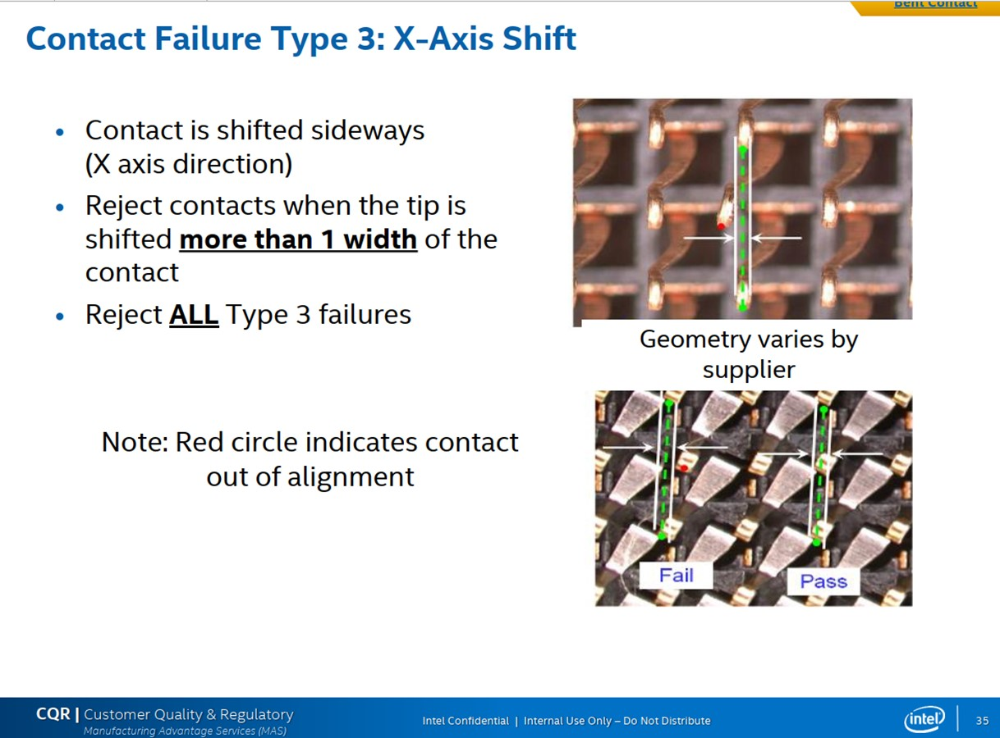 Bent Contact
Contact Failure Type 3: X-Axis Shift
• Contact is shifted sideways
(X axis direction)
• Reject contacts when the tip is
shifted more than 1 width of the
contact
• Reject ALL Type 3 failures
Note: Red circle indicates contact
out of alignment
Geometry varies by
supplier
Fail
Pass
CQR | Customer Quality & Regulatory
Manufacturing Advantage Services (MAS)
Intel Confidential | Internal Use Only – Do Not Distribute
intel
35